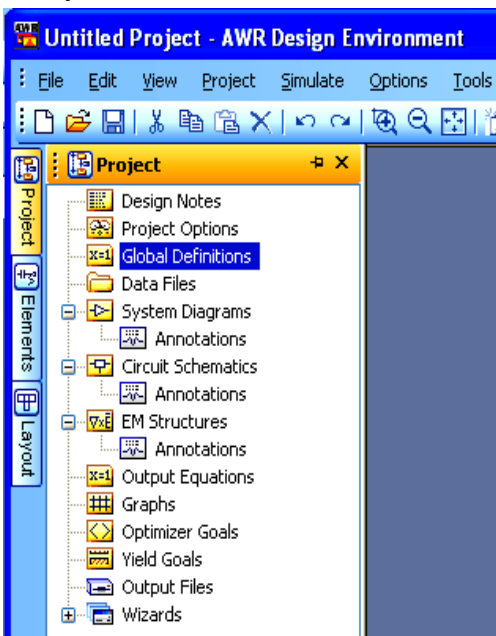 AWR Untitled Project - AWR Design Environment
File Edit View Project Simulate Options Tools
Project
Project
Elements
Layout
Design Notes
Project Options
X=1 Global Definitions
Data Files
System Diagrams
Annotations
Circuit Schematics
Annotations
∇xE EM Structures
Annotations
X=1 Output Equations
Graphs
Optimizer Goals
Yield Goals
Output Files
Wizards